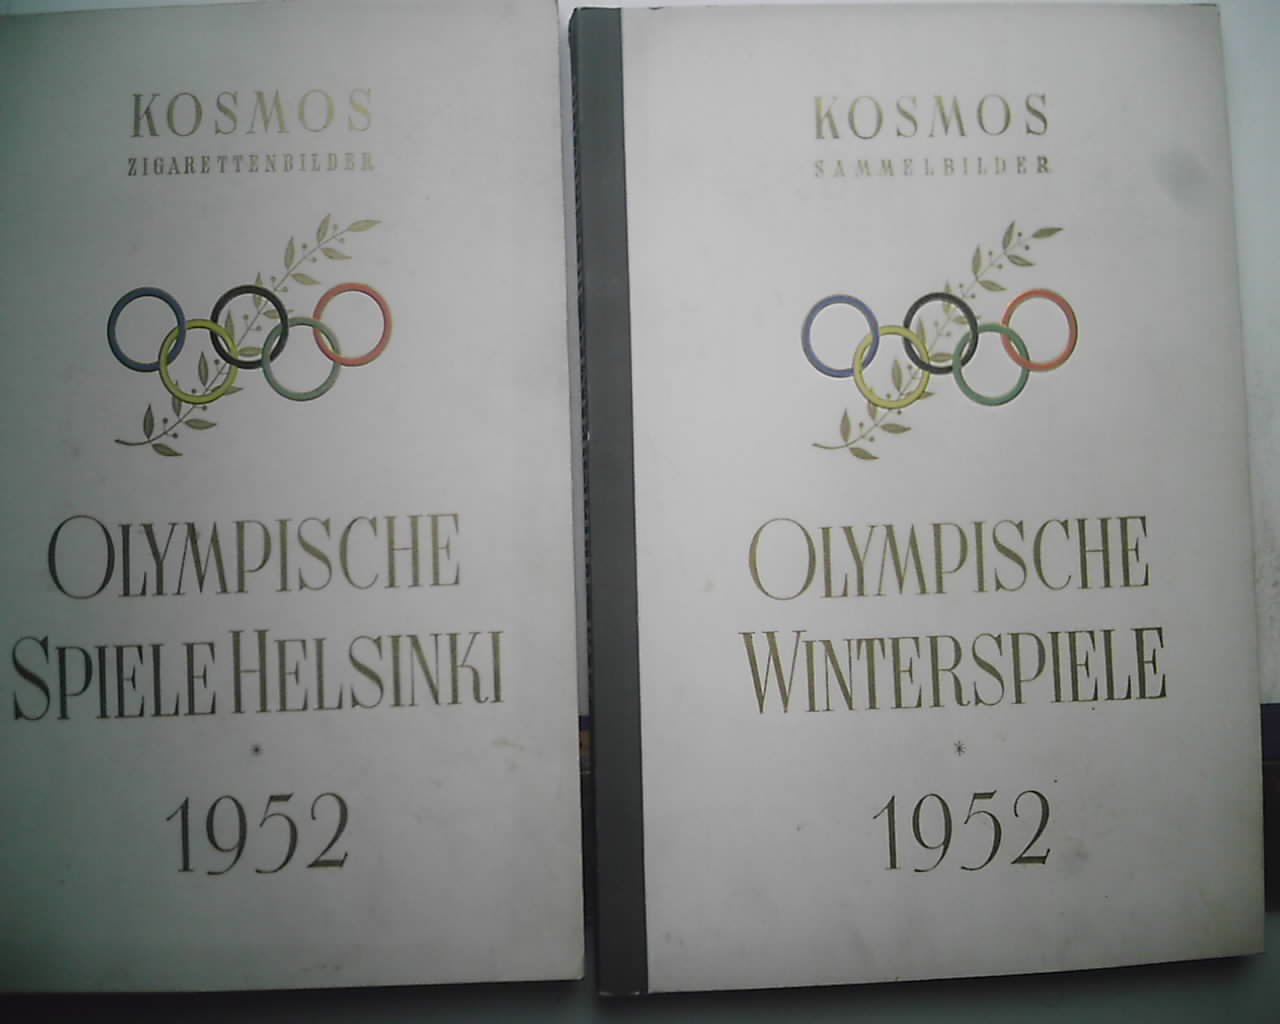 KOSMOS
ZIGARETTENBILDER
OLYMPISCHE
SPIELE HELSINKI
*
1952
KOSMOS
SAMMELBILDER
OLYMPISCHE
WINTERSPIELE
*
1952